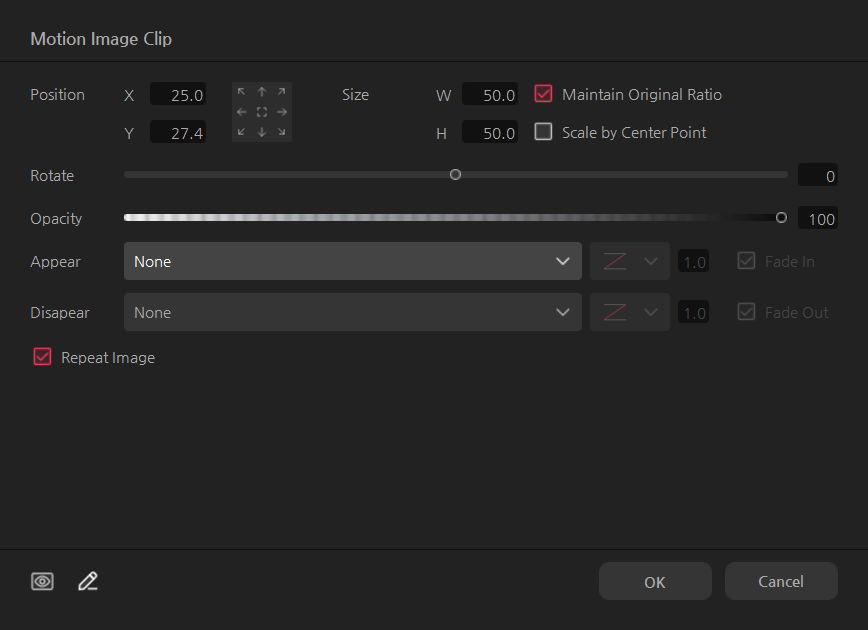 Motion Image Clip
Position X 25.0 Size W 50.0 Maintain Original Ratio
Y 27.4 H 50.0 Scale by Center Point
Rotate 0
Opacity 100
Appear None 1.0 Fade In
Disapear None 1.0 Fade Out
Repeat Image
OK Cancel